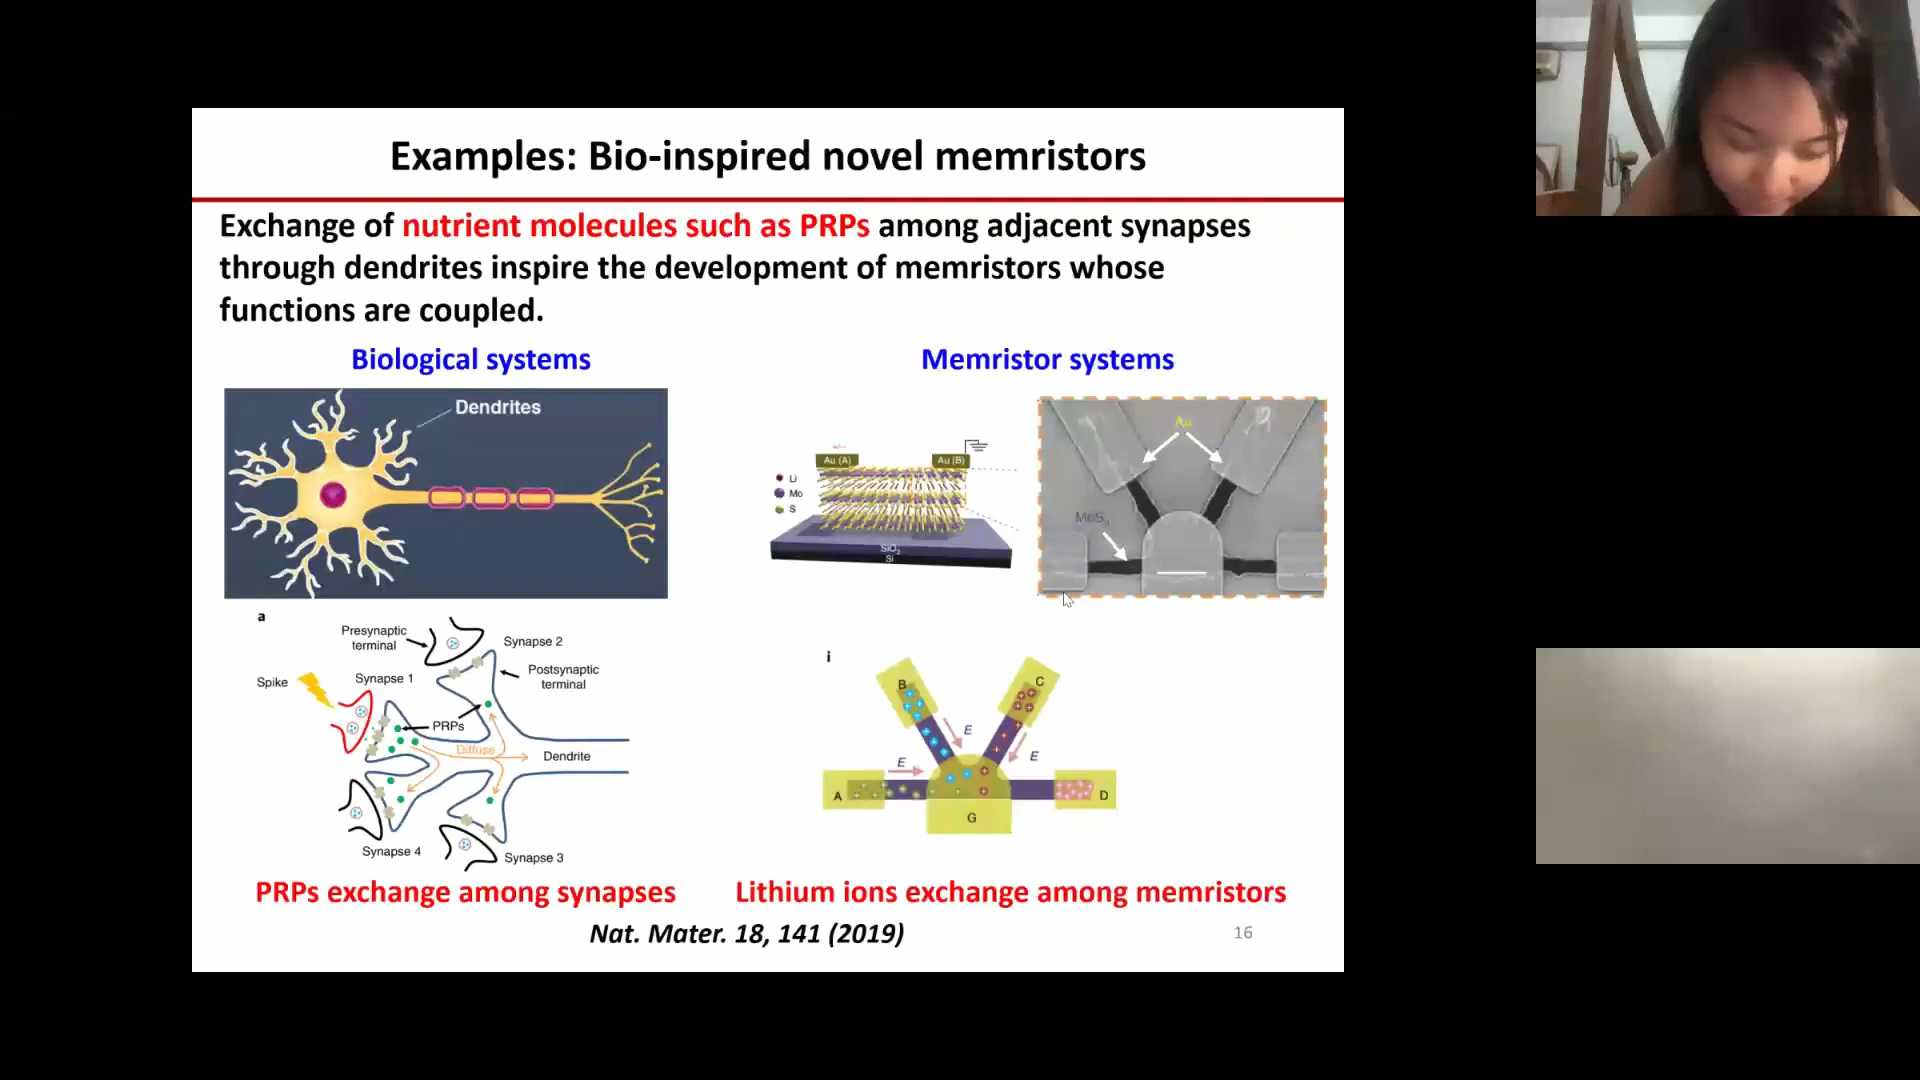 Examples: Bio-inspired novel memristors
Exchange of nutrient molecules such as PRPs among adjacent synapses
through dendrites inspire the development of memristors whose
functions are coupled.
Biological systems
Memristor systems
Dendrites
+/-
Au (A)
Au (B)
Li
Mo
S
SiO2
Si
Au
MoS2
a
Presynaptic
terminal
Synapse 2
Postsynaptic
terminal
Spike
Synapse 1
PRPs
Diffuse
Dendrite
Synapse 4
Synapse 3
i
B
C
E
E
E
A
D
G
PRPs exchange among synapses
Lithium ions exchange among memristors
Nat. Mater. 18, 141 (2019)
16